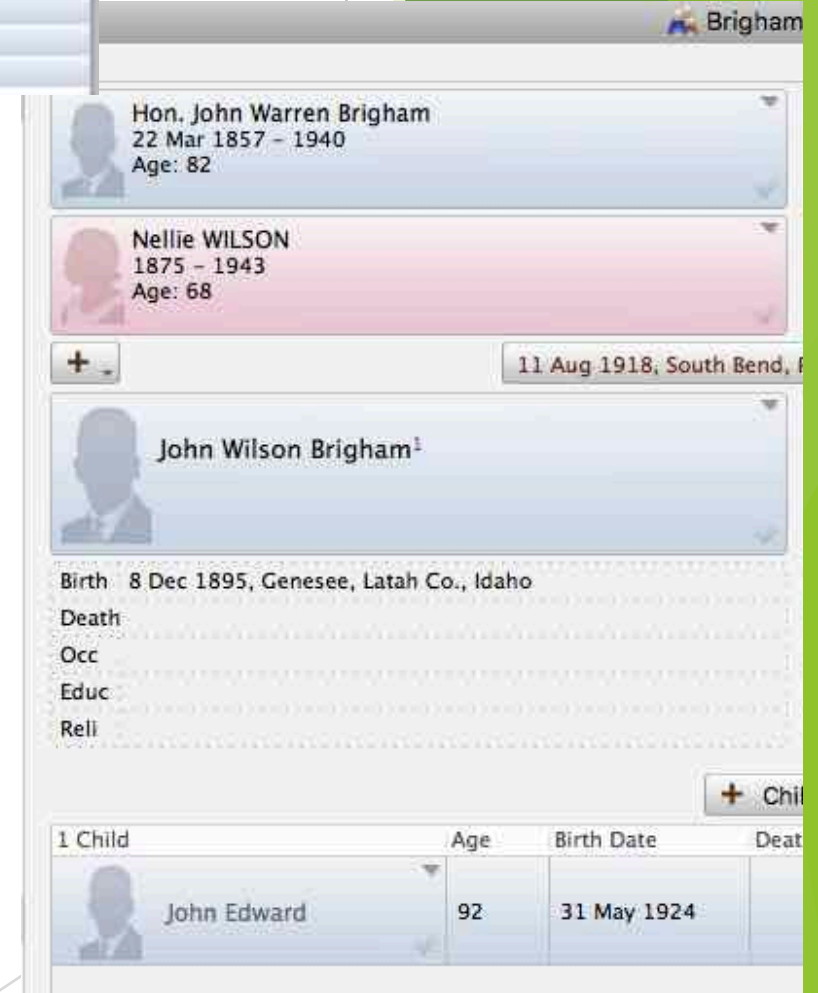 Brigham
Hon. John Warren Brigham
22 Mar 1857 – 1940
Age: 82
Nellie WILSON
1875 – 1943
Age: 68
+
11 Aug 1918, South Bend,
John Wilson Brigham1
Birth 8 Dec 1895, Genesee, Latah Co., Idaho
Death
Occ
Educ
Reli
+ Chil
1 Child Age Birth Date Deat
John Edward 92 31 May 1924